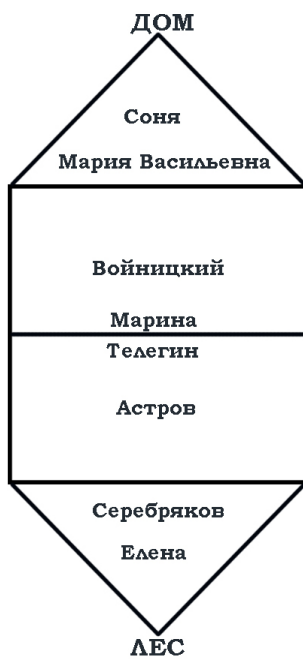 ДОМ
Соня
Мария Васильевна
Войницкий
Марина
Телегин
Астров
Серебряков
Елена
ЛЕС